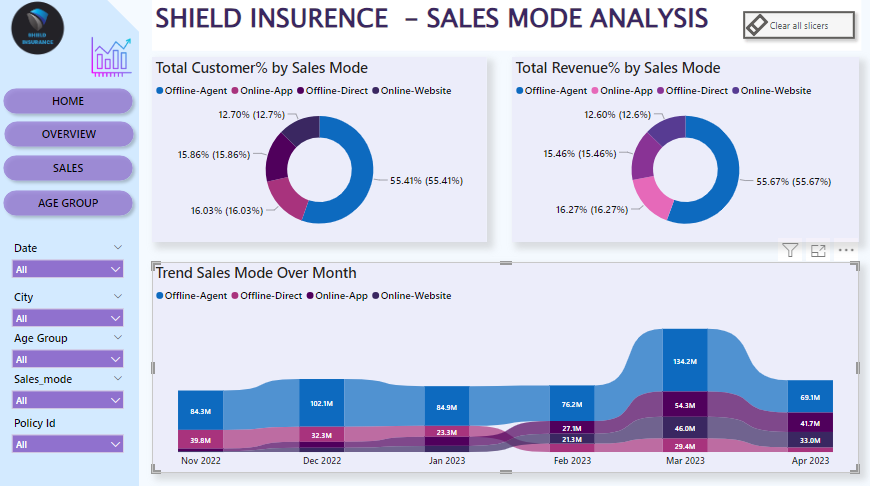 SHIELD INSURENCE – SALES MODE ANALYSIS
SHIELD
INSURANCE
Clear all slicers
HOME
OVERVIEW
SALES
AGE GROUP
Date
All
City
All
Age Group
All
Sales_mode
All
Policy Id
All
Total Customer% by Sales Mode
Offline-Agent Online-App Offline-Direct Online-Website
12.70% (12.7%)
15.86% (15.86%)
16.03% (16.03%)
55.41% (55.41%)
Total Revenue% by Sales Mode
Offline-Agent Online-App Offline-Direct Online-Website
12.60% (12.6%)
15.46% (15.46%)
16.27% (16.27%)
55.67% (55.67%)
Trend Sales Mode Over Month
Offline-Agent Offline-Direct Online-App Online-Website
84.3M 102.1M 84.9M 76.2M 134.2M 69.1M
39.8M 32.3M 23.3M 27.1M 54.3M 41.7M
21.3M 46.0M 33.0M
29.4M
Nov 2022 Dec 2022 Jan 2023 Feb 2023 Mar 2023 Apr 2023